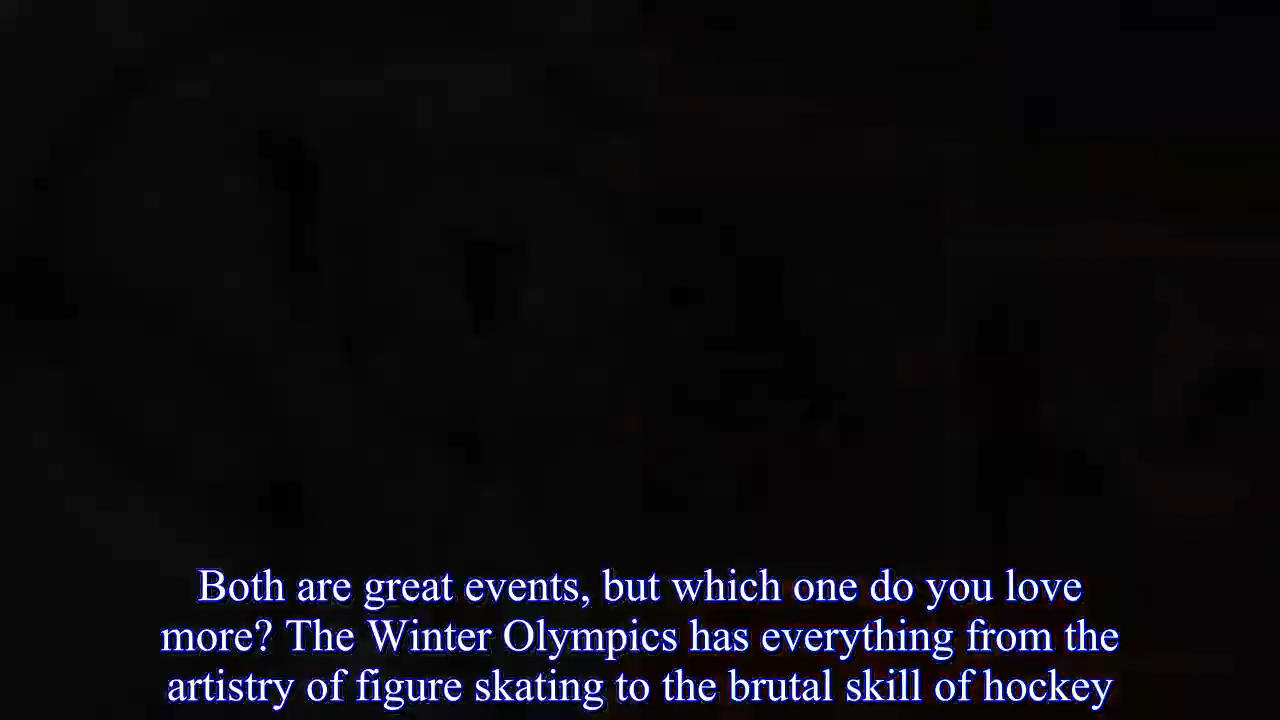 Both are great events, but which one do you love
more? The Winter Olympics has everything from the
artistry of figure skating to the brutal skill of hockey